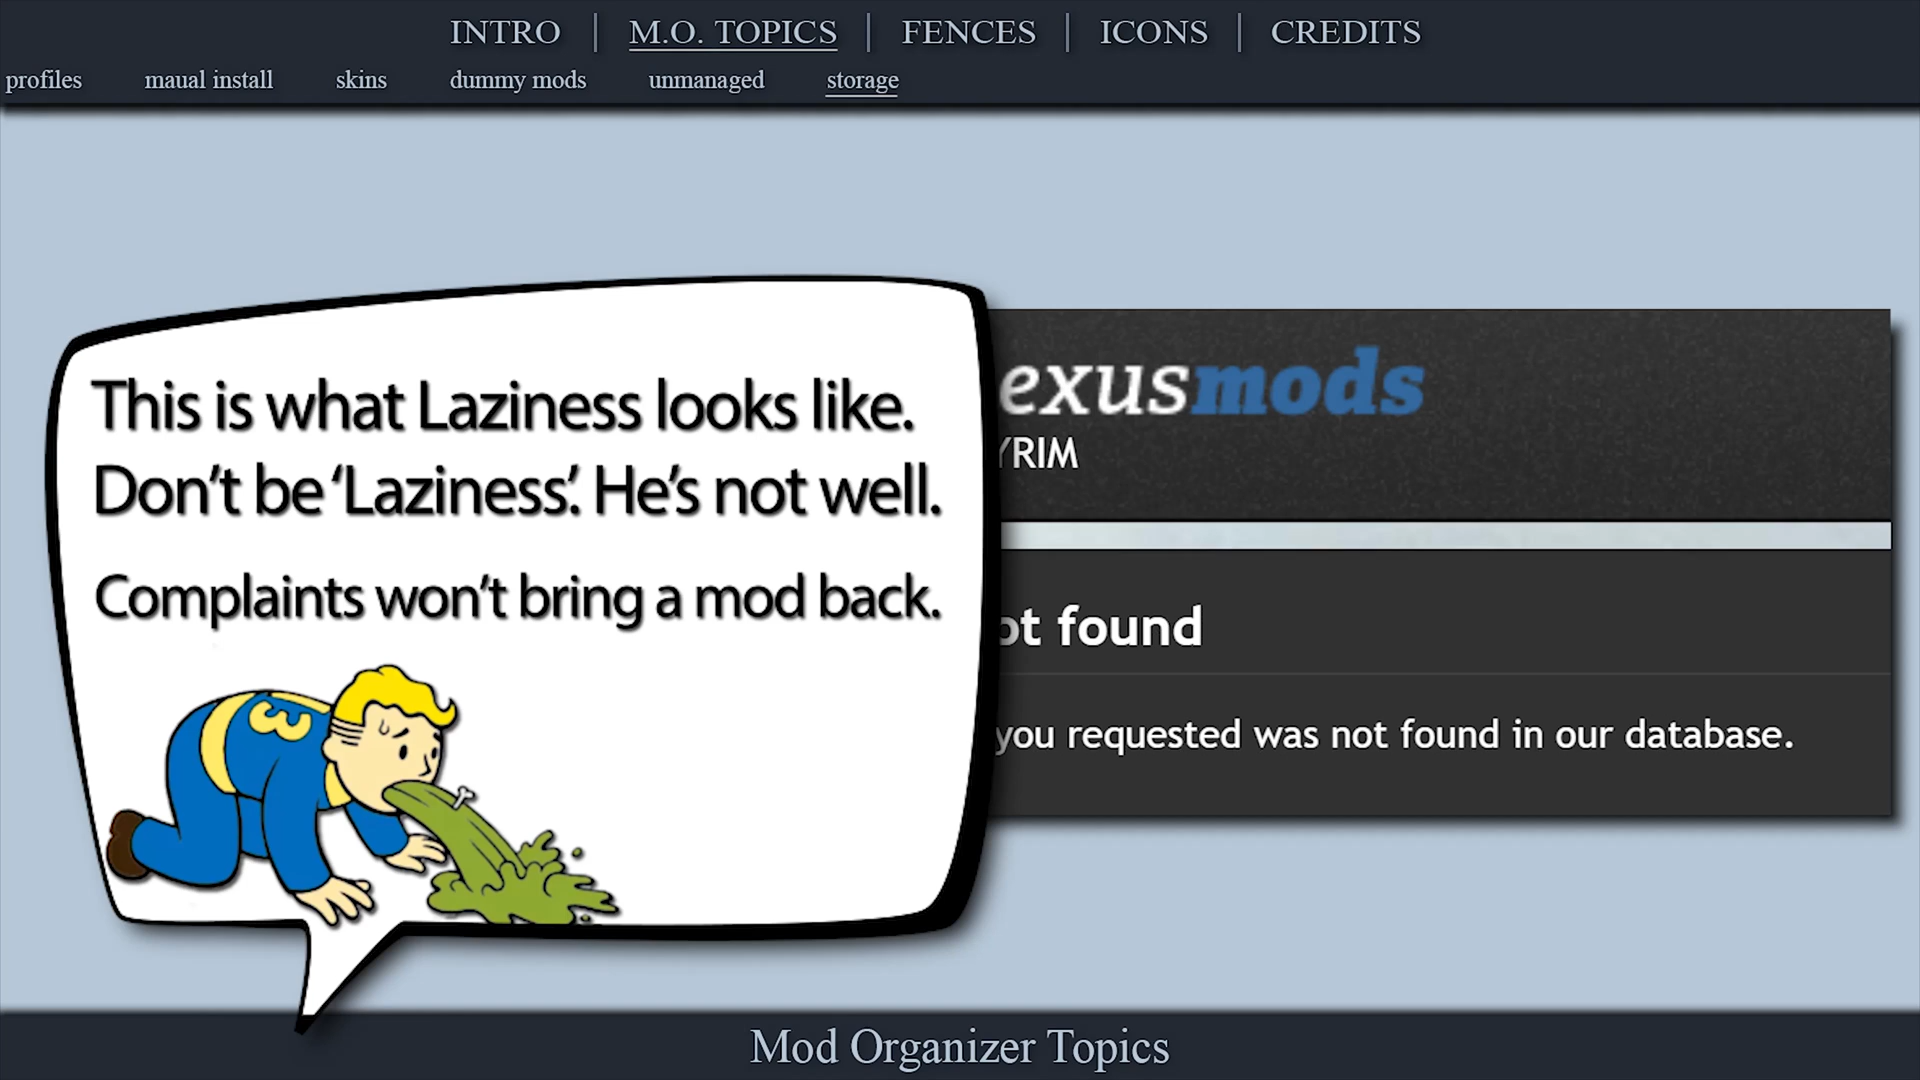 INTRO | M.O. TOPICS | FENCES | ICONS | CREDITS
profiles maual install skins dummy mods unmanaged storage
This is what Laziness looks like.
Don't be 'Laziness'. He's not well.
Complaints won't bring a mod back.
3
exusmods
YRIM
ot found
you requested was not found in our database.
Mod Organizer Topics